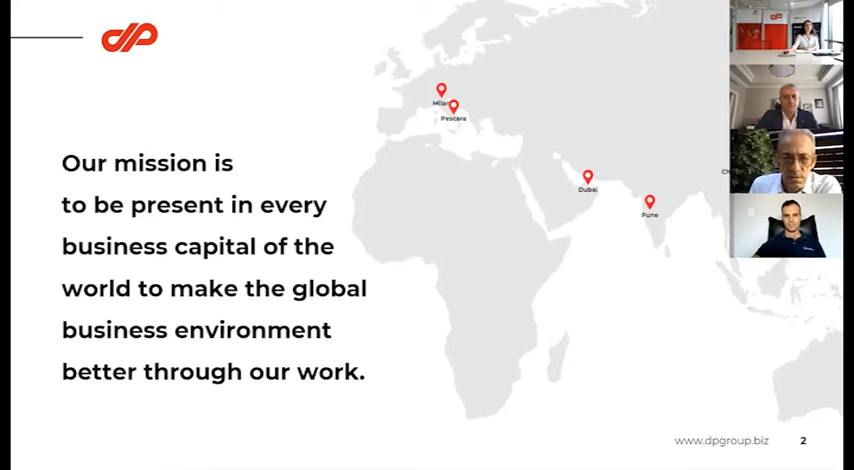 dp
Our mission is
to be present in every
business capital of the
world to make the global
business environment
better through our work.
Pescara
Dubai
Pune
www.dpgroup.biz 2